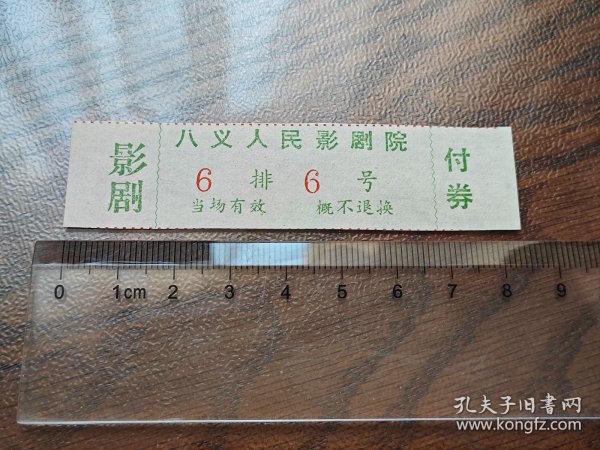 影剧
八义人民影剧院
6排6号
当场有效 概不退换
付券
0 1cm 2 3 4 5 6 7 8 9
孔夫子旧書网
www.kongfz.com